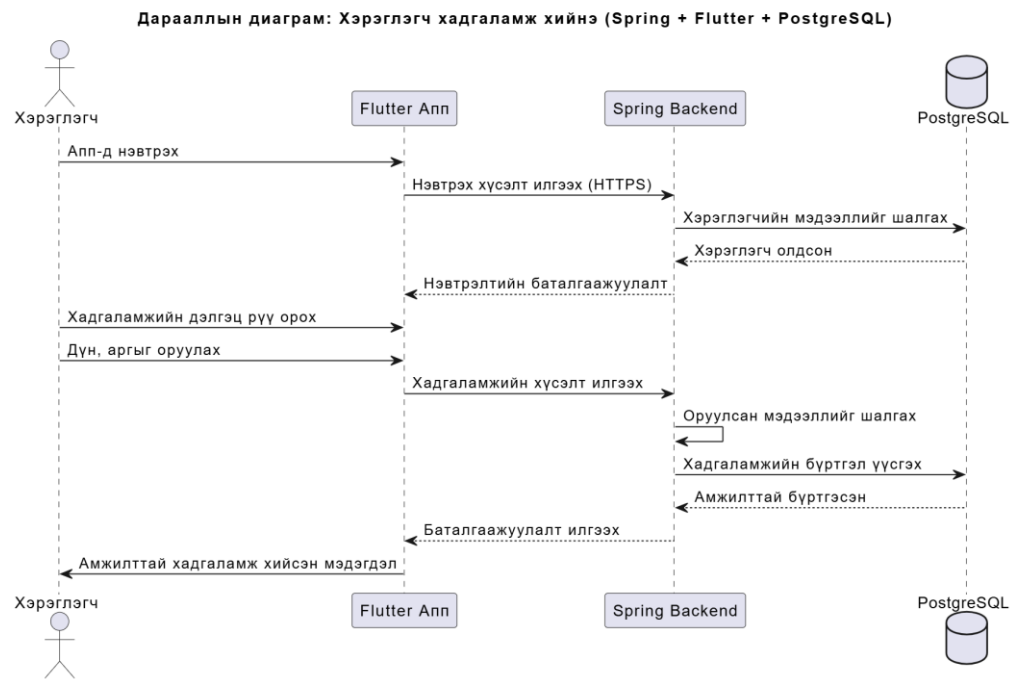 Дарааллын диаграм: Хэрэглэгч хадгаламж хийнэ (Spring + Flutter + PostgreSQL)
Хэрэглэгч
Flutter Апп
Spring Backend
PostgreSQL
Апп-д нэвтрэх
Нэвтрэх хүсэлт илгээх (HTTPS)
Хэрэглэгчийн мэдээллийг шалгах
Хэрэглэгч олдсон
Нэвтрэлтийн баталгаажуулалт
Хадгаламжийн дэлгэц рүү орох
Дүн, аргыг оруулах
Хадгаламжийн хүсэлт илгээх
Оруулсан мэдээллийг шалгах
Хадгаламжийн бүртгэл үүсгэх
Амжилттай бүртгэсэн
Баталгаажуулалт илгээх
Амжилттай хадгаламж хийсэн мэдэгдэл
Хэрэглэгч
Flutter Апп
Spring Backend
PostgreSQL